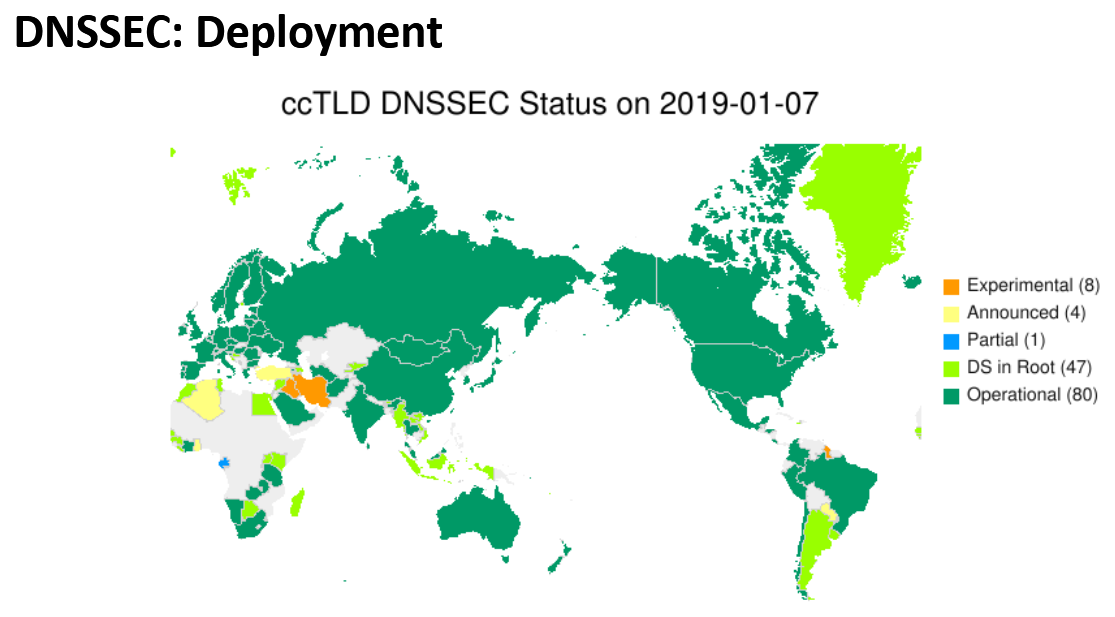 DNSSEC: Deployment
ccTLD DNSSEC Status on 2019-01-07
Experimental (8)
Announced (4)
Partial (1)
DS in Root (47)
Operational (80)